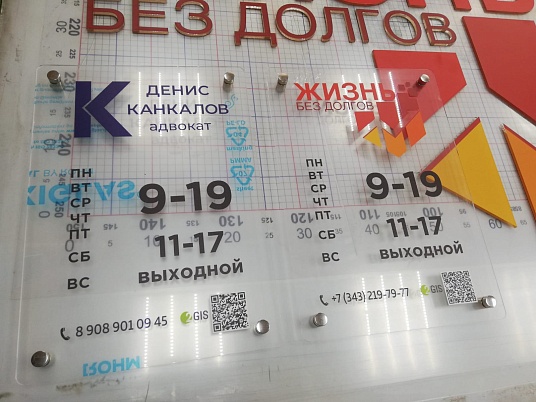 БЕЗ ДОЛГОВ
ДЕНИС
КАНКАЛОВ
адвокат
ПН
ВТ
СР
ЧТ
ПТ
СБ
ВС
9-19
11-17
ВЫХОДНОЙ
8 908 901 09 45
GIS
ЖИЗНЬ
БЕЗ ДОЛГОВ
ПН
ВТ
СР
ЧТ
ПТ
СБ
ВС
9-19
11-17
ВЫХОДНОЙ
+7 (343) 219-79-77
GIS